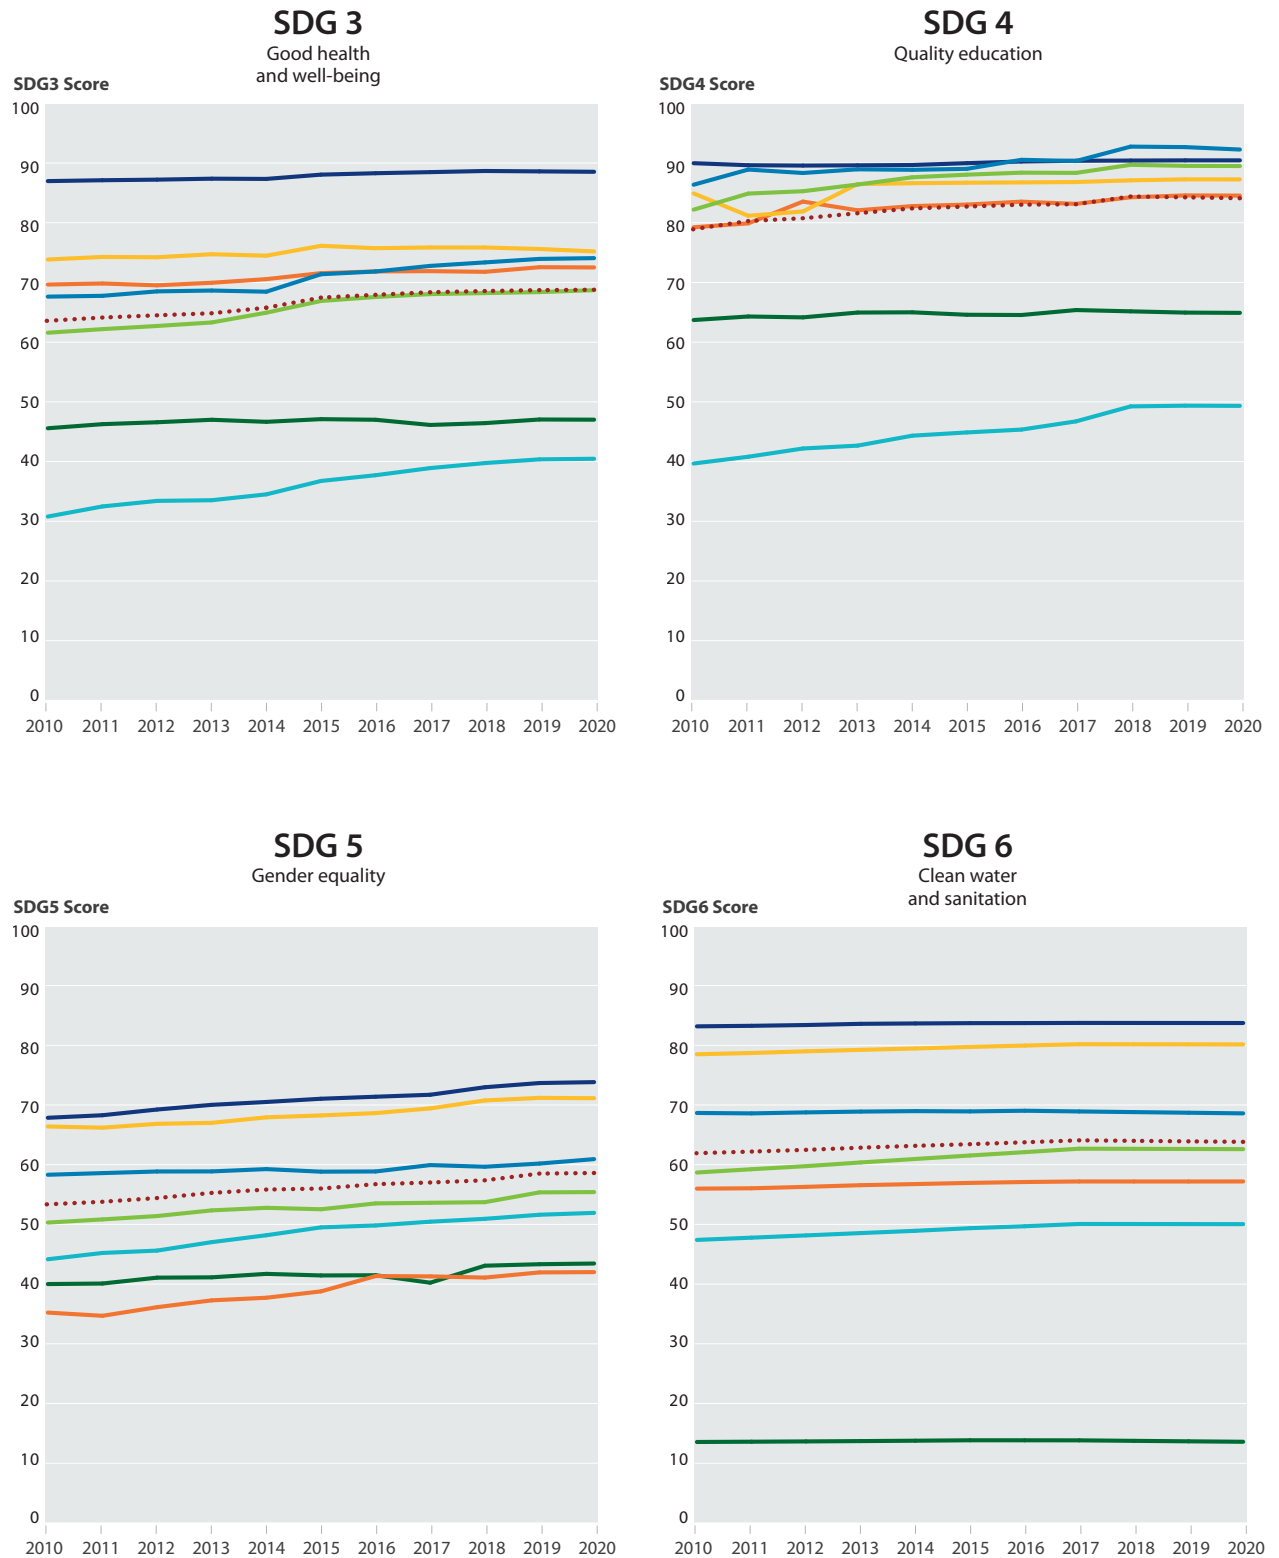 SDG 3
Good health
and well-being
SDG3 Score
100
90
80
70
60
50
40
30
20
10
0
2010 2011 2012 2013 2014 2015 2016 2017 2018 2019 2020
SDG 4
Quality education
SDG4 Score
100
90
80
70
60
50
40
30
20
10
0
2010 2011 2012 2013 2014 2015 2016 2017 2018 2019 2020
SDG 5
Gender equality
SDG5 Score
100
90
80
70
60
50
40
30
20
10
0
2010 2011 2012 2013 2014 2015 2016 2017 2018 2019 2020
SDG 6
Clean water
and sanitation
SDG6 Score
100
90
80
70
60
50
40
30
20
10
0
2010 2011 2012 2013 2014 2015 2016 2017 2018 2019 2020